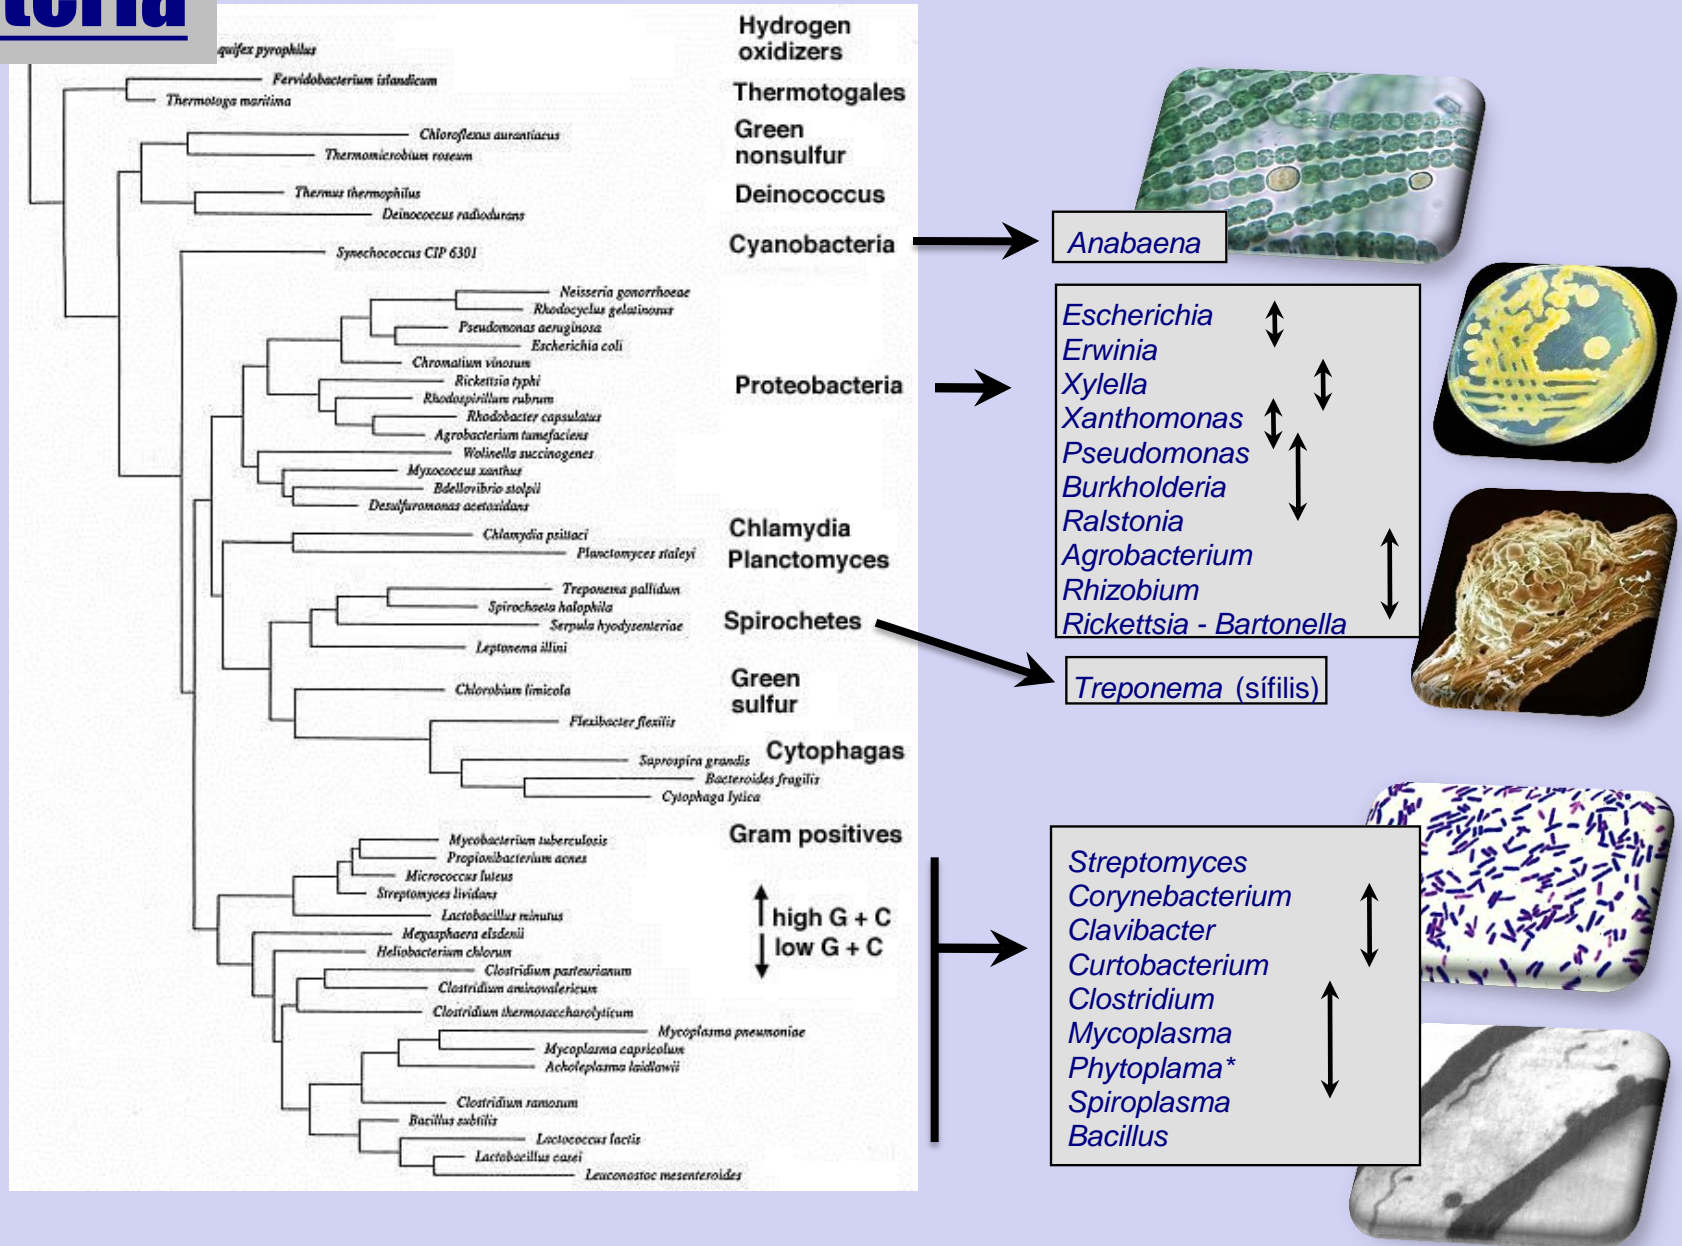 teria
quifex pyrophilus
Fervidobacterium islandicum
Thermotoga maritima
Chloroflexus aurantiacus
Thermomicrobium roseum
Thermus thermophilus
Deinococcus radiodurans
Synechococcus CIP 6301
Neisseria gonorrhoeae
Rhodocyclus gelatinosus
Pseudomonas aeruginosa
Escherichia coli
Chromatium vinosum
Rickettsia typhi
Rhodospirillum rubrum
Rhodobacter capsulatus
Agrobacterium tumefaciens
Wolinella succinogenes
Myxococcus xanthus
Bdellovibrio stolpii
Desulfuromonas acetoxidans
Chlamydia psittaci
Planctomyces staleyi
Treponema pallidum
Spirochaeta halophila
Serpula hyodysenteriae
Leptonema illini
Chlorobium limicola
Flexibacter flexilis
Saprospira grandis
Bacteroides fragilis
Cytophaga lytica
Mycobacterium tuberculosis
Propionibacterium acnes
Micrococcus luteus
Streptomyces lividans
Lactobacillus minutus
Megasphaera elsdenii
Heliobacterium chlorum
Clostridium pasteurianum
Clostridium aminovalericum
Clostridium thermosaccharolyticum
Mycoplasma pneumoniae
Mycoplasma capricolum
Acholeplasma laidlawii
Clostridium ramosum
Bacillus subtilis
Lactococcus lactis
Lactobacillus casei
Leuconostoc mesenteroides
Hydrogen
oxidizers
Thermotogales
Green
nonsulfur
Deinococcus
Cyanobacteria
Proteobacteria
Chlamydia
Planctomyces
Spirochetes
Green
sulfur
Cytophagas
Gram positives
high G + C
low G + C
Anabaena
Escherichia
Erwinia
Xylella
Xanthomonas
Pseudomonas
Burkholderia
Ralstonia
Agrobacterium
Rhizobium
Rickettsia - Bartonella
Treponema (sífilis)
Streptomyces
Corynebacterium
Clavibacter
Curtobacterium
Clostridium
Mycoplasma
Phytoplama*
Spiroplasma
Bacillus